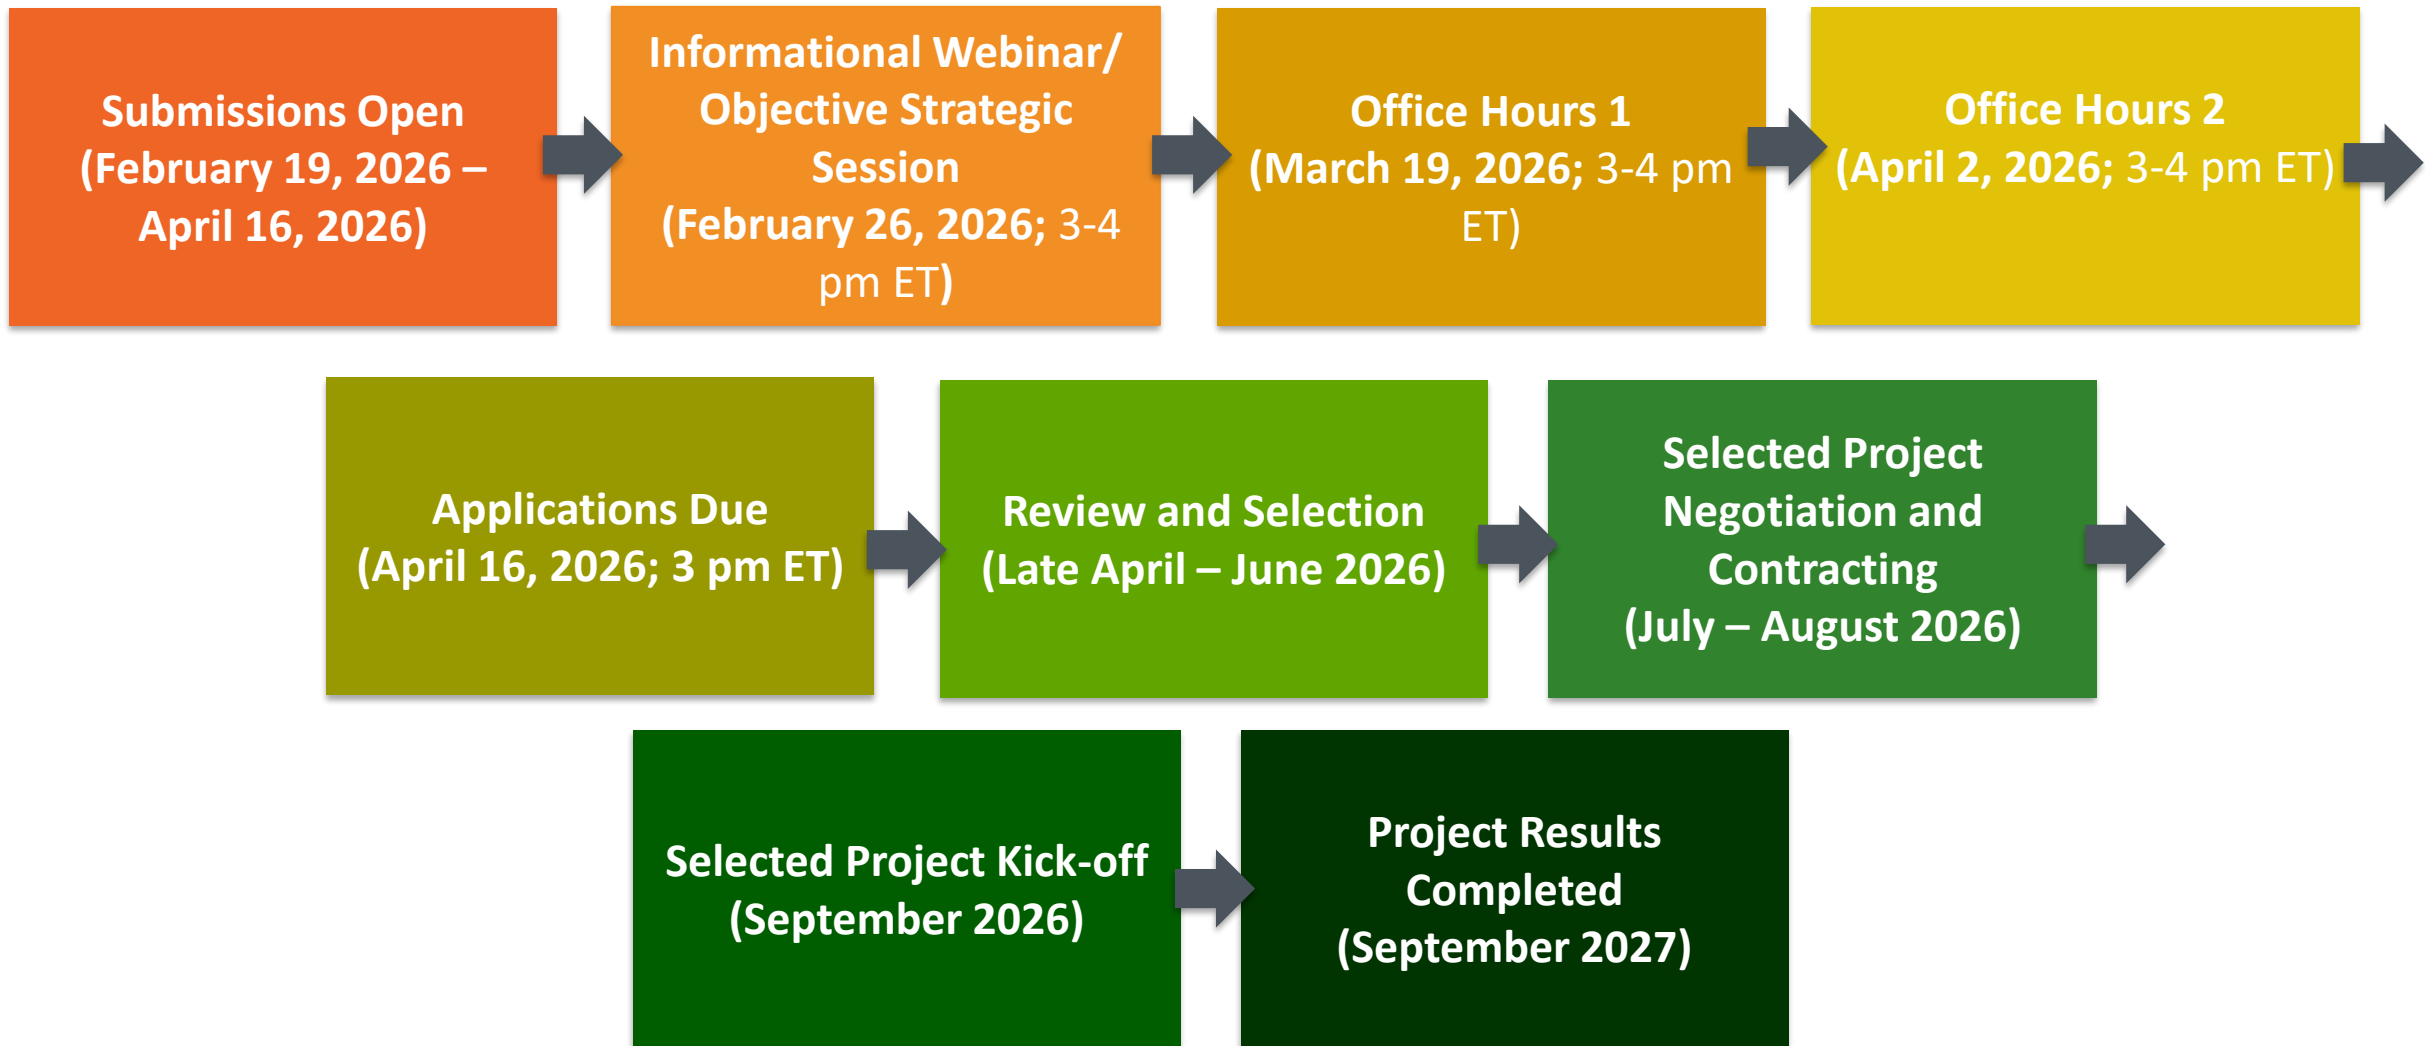 Submissions Open
(February 19, 2026 –
April 16, 2026)
Informational Webinar/
Objective Strategic
Session
(February 26, 2026; 3-4
pm ET)
Office Hours 1
(March 19, 2026; 3-4 pm
ET)
Office Hours 2
(April 2, 2026; 3-4 pm ET)
Applications Due
(April 16, 2026; 3 pm ET)
Review and Selection
(Late April – June 2026)
Selected Project
Negotiation and
Contracting
(July – August 2026)
Selected Project Kick-off
(September 2026)
Project Results
Completed
(September 2027)